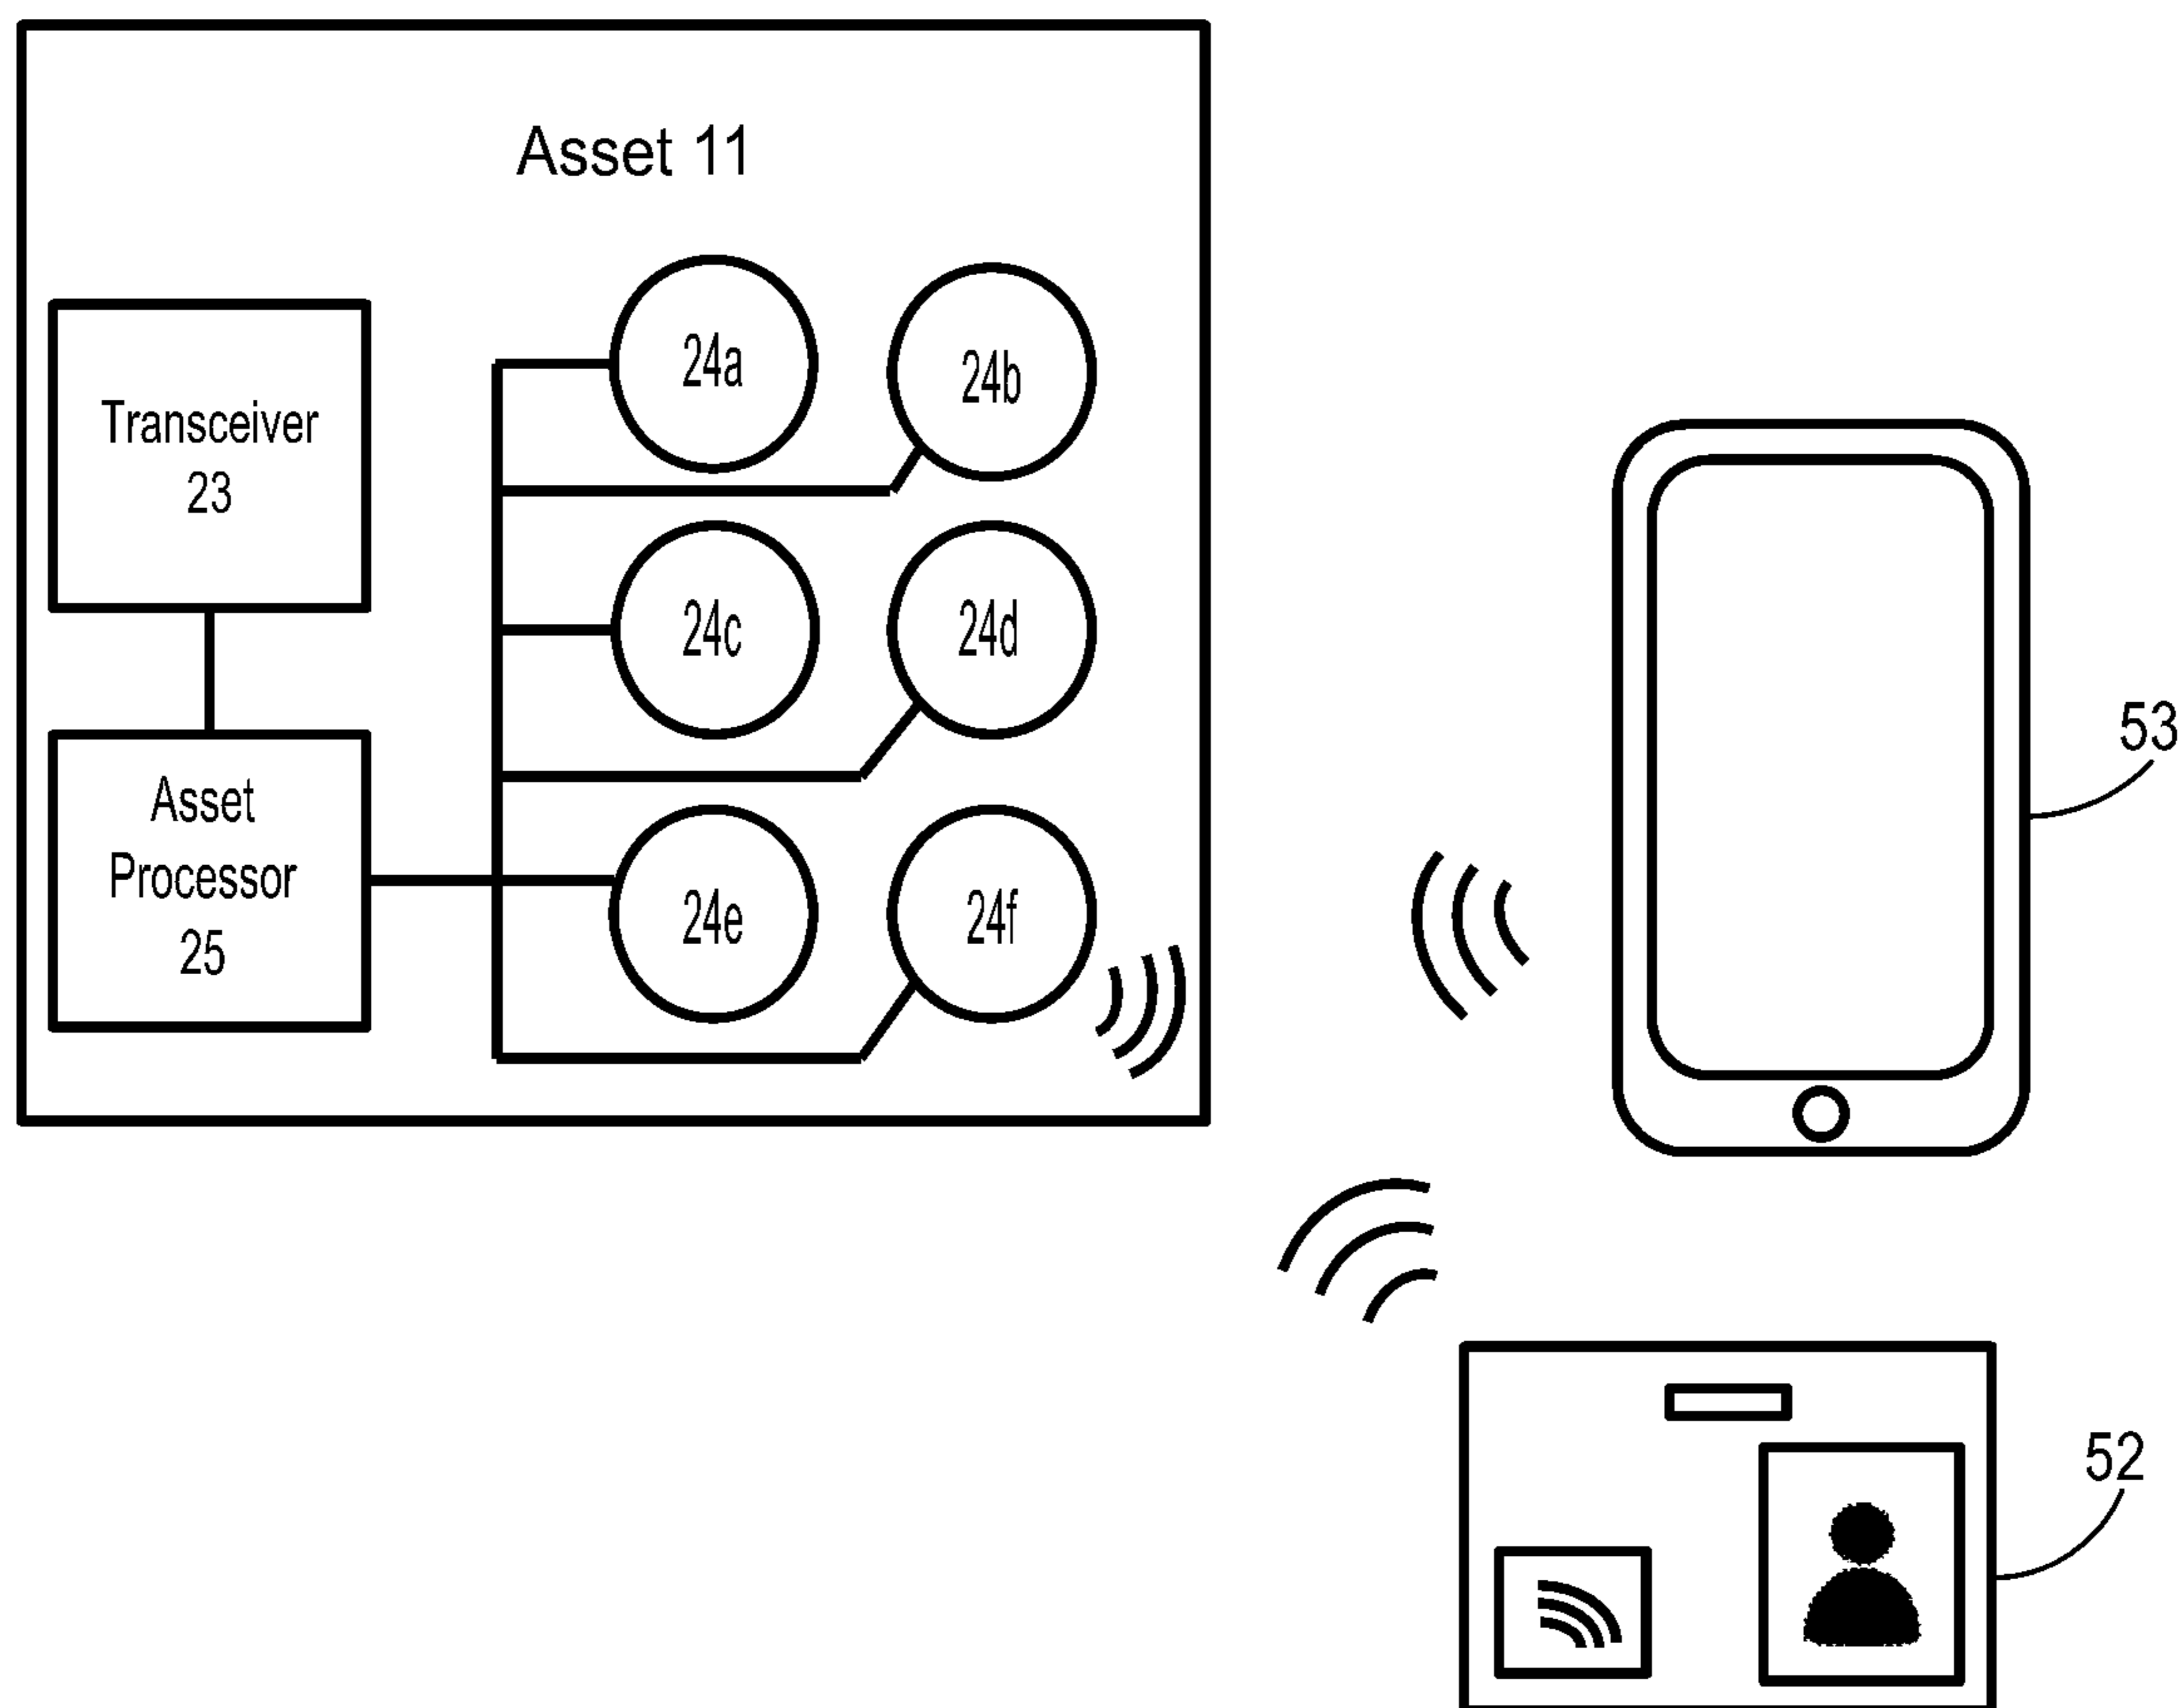 Asset 11
24a
24b
Transceiver
23
24c
24d
53
Asset
Processor
25
24e
24f
52